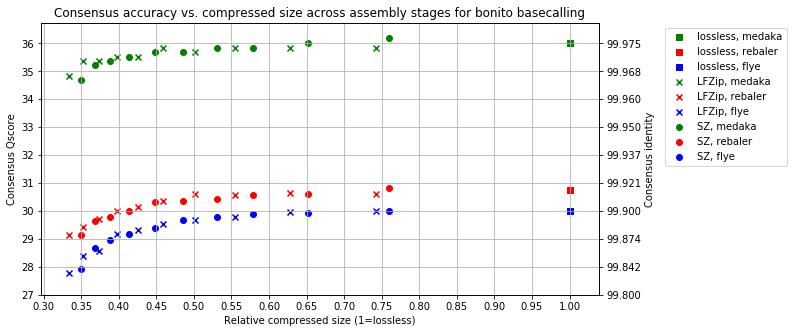 Consensus accuracy vs. compressed size across assembly stages for bonito basecalling
Consensus Qscore
36
35
34
33
32
31
30
29
28
27
0.30 0.35 0.40 0.45 0.50 0.55 0.60 0.65 0.70 0.75 0.80 0.85 0.90 0.95 1.00
Relative compressed size (1=lossless)
99.975
99.968
99.960
99.950
99.937
99.921
99.900
99.874
99.842
99.800
Consensus identity
lossless, medaka
lossless, rebaler
lossless, flye
LFZip, medaka
LFZip, rebaler
LFZip, flye
SZ, medaka
SZ, rebaler
SZ, flye